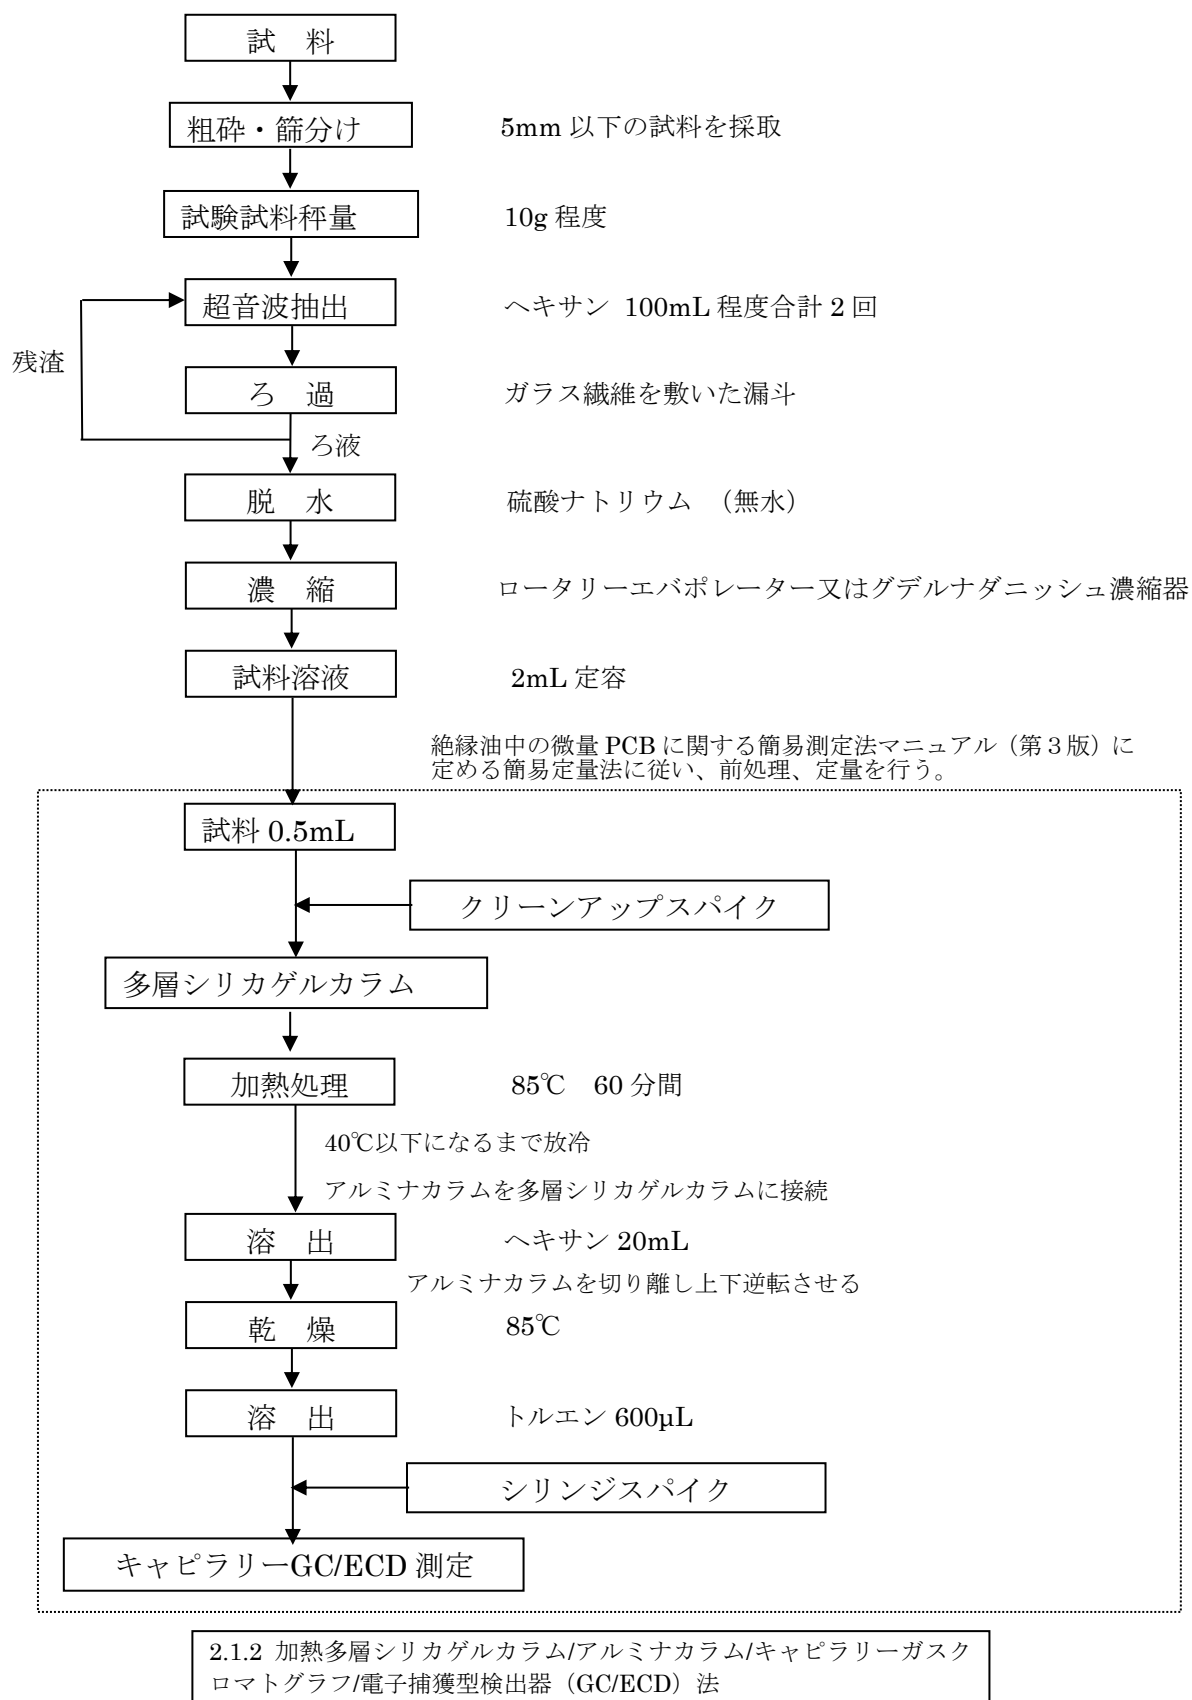 試　料
粗砕・篩分け
5mm 以下の試料を採取
試験試料秤量
10g 程度
超音波抽出
ヘキサン 100mL 程度合計 2 回
残渣
ろ　過
ガラス繊維を敷いた漏斗
ろ液
脱　水
硫酸ナトリウム　（無水）
濃　縮
ロータリーエバポレーター又はグデルナダニッシュ濃縮器
試料溶液
2mL 定容
絶縁油中の微量 PCB に関する簡易測定法マニュアル（第３版）に
定める簡易定量法に従い、前処理、定量を行う。
試料 0.5mL
クリーンアップスパイク
多層シリカゲルカラム
加熱処理
85℃　60 分間
40℃以下になるまで放冷
アルミナカラムを多層シリカゲルカラムに接続
溶　出
ヘキサン 20mL
アルミナカラムを切り離し上下逆転させる
乾　燥
85℃
溶　出
トルエン 600µL
シリンジスパイク
キャピラリーGC/ECD 測定
2.1.2 加熱多層シリカゲルカラム/アルミナカラム/キャピラリーガスク
ロマトグラフ/電子捕獲型検出器（GC/ECD）法